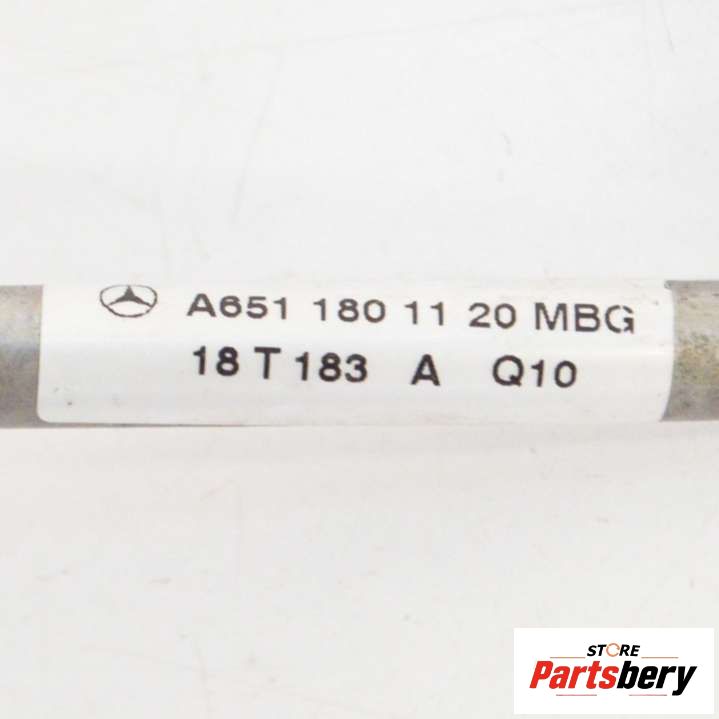 A651 180 11 20 MBG
18 T 183 A Q10
STORE
Partsbery